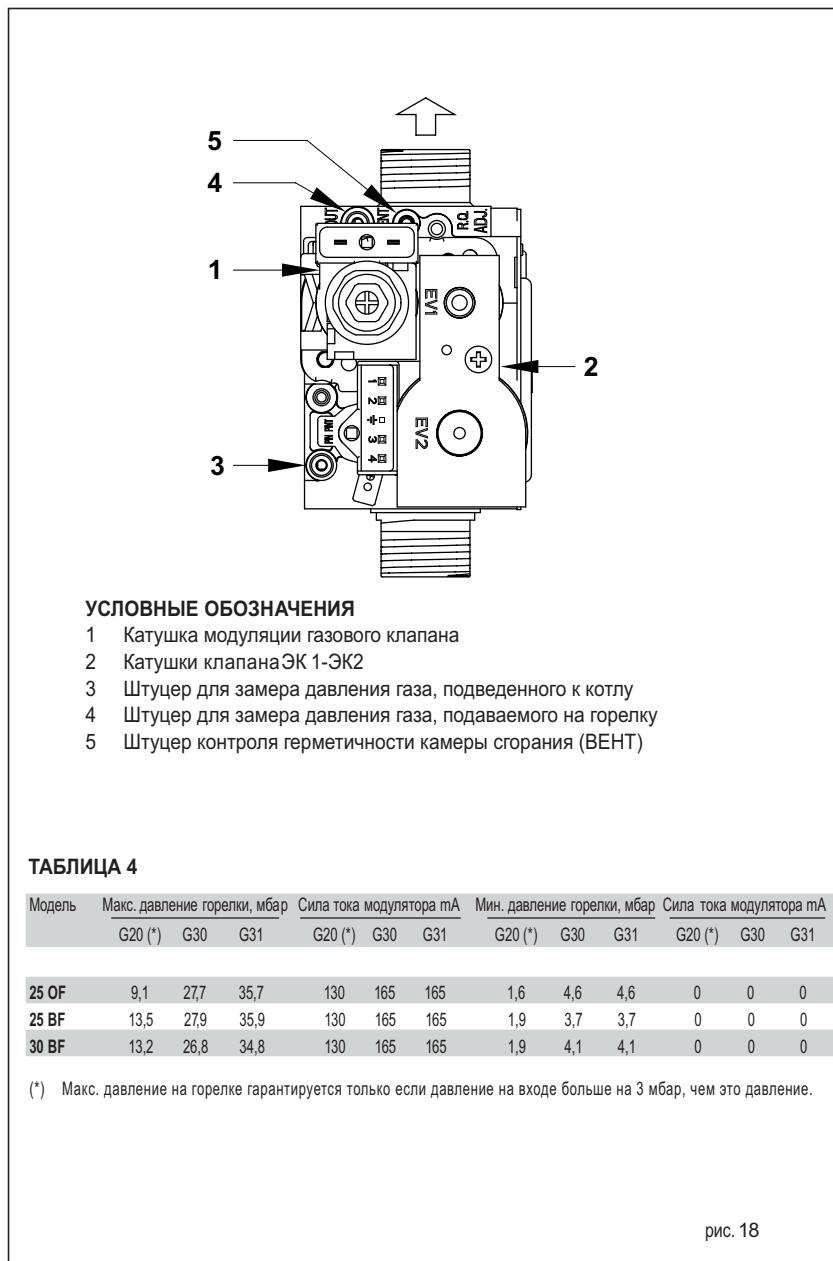 5
4
1
2
3
OUT
R.Q. ADJ.
EV1
EV2
1 2 3 4
УСЛОВНЫЕ ОБОЗНАЧЕНИЯ
1 Катушка модуляции газового клапана
2 Катушки клапана ЭК 1-ЭК2
3 Штуцер для замера давления газа, подведенного к котлу
4 Штуцер для замера давления газа, подаваемого на горелку
5 Штуцер контроля герметичности камеры сгорания (ВЕНТ)
ТАБЛИЦА 4
Модель Макс. давление горелки, мбар Сила тока модулятора mA Мин. давление горелки, мбар Сила тока модулятора mA
G20 (*) G30 G31 G20 (*) G30 G31 G20 (*) G30 G31 G20 (*) G30 G31
25 OF 9,1 27,7 35,7 130 165 165 1,6 4,6 4,6 0 0 0
25 BF 13,5 27,9 35,9 130 165 165 1,9 3,7 3,7 0 0 0
30 BF 13,2 26,8 34,8 130 165 165 1,9 4,1 4,1 0 0 0
(*) Макс. давление на горелке гарантируется только если давление на входе больше на 3 мбар, чем это давление.
рис. 18